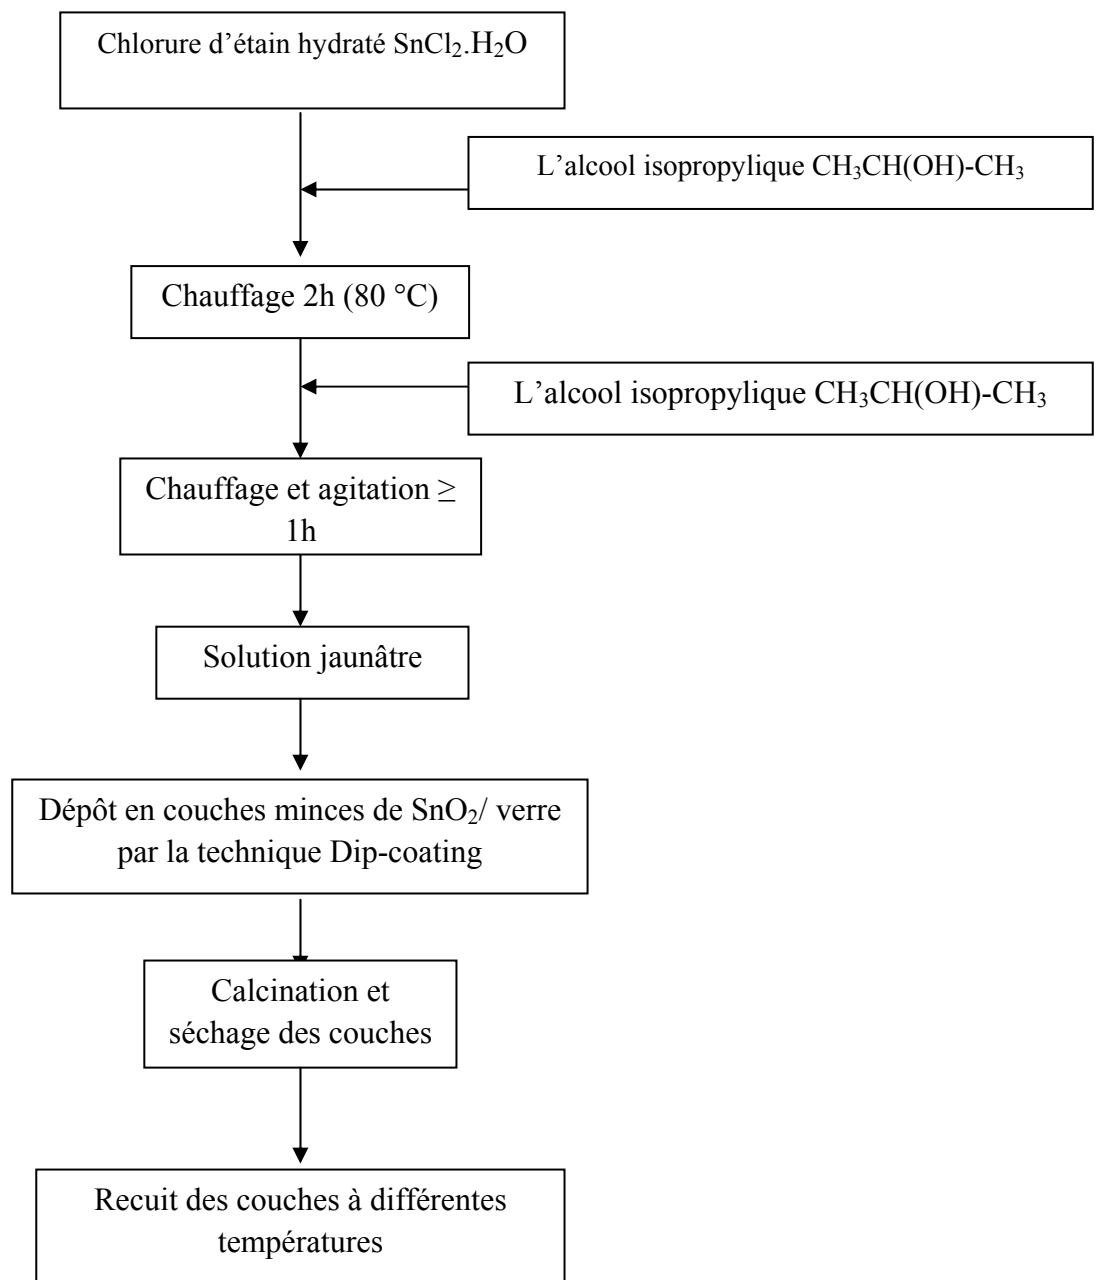 Chlorure d’étain hydraté SnCl₂.H₂O
L’alcool isopropylique CH₃CH(OH)-CH₃
Chauffage 2h (80 °C)
L’alcool isopropylique CH₃CH(OH)-CH₃
Chauffage et agitation ≥
1h
Solution jaunâtre
Dépôt en couches minces de SnO₂/ verre
par la technique Dip-coating
Calcination et
séchage des couches
Recuit des couches à différentes
températures